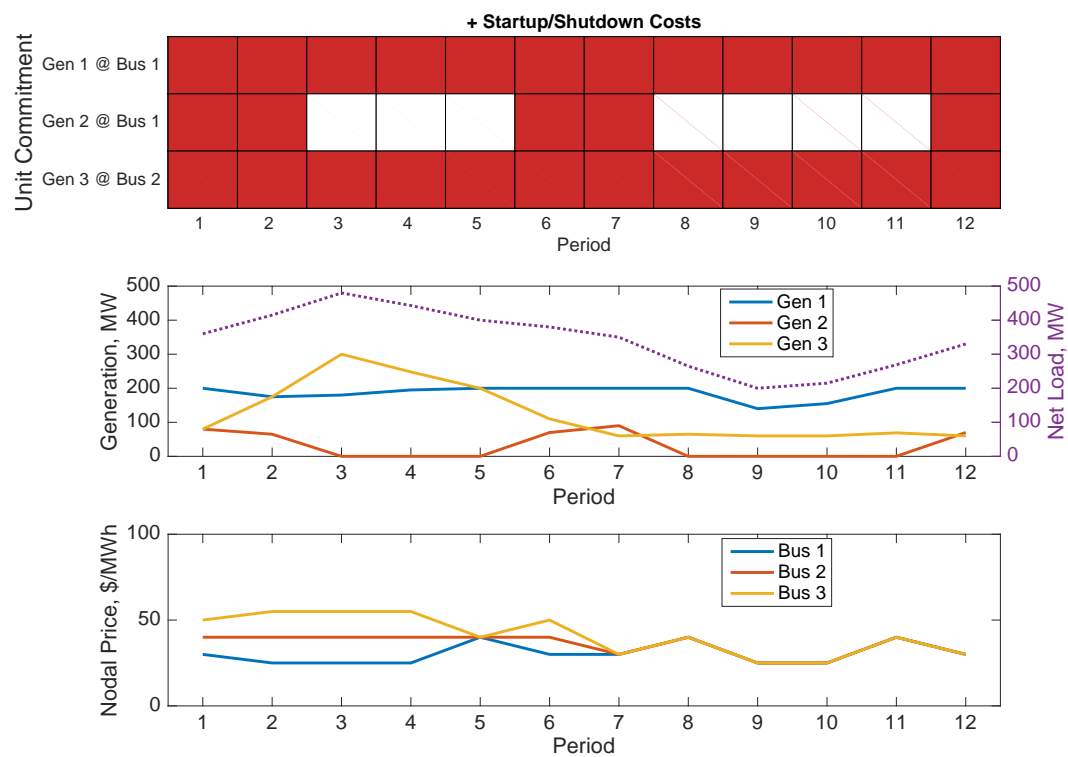 + Startup/Shutdown Costs
Unit Commitment
Gen 1 @ Bus 1
Gen 2 @ Bus 1
Gen 3 @ Bus 2
1 2 3 4 5 6 7 8 9 10 11 12
Period
Generation, MW
500
400
300
200
100
0
Gen 1
Gen 2
Gen 3
500
400
300
200
100
0
Net Load, MW
1 2 3 4 5 6 7 8 9 10 11 12
Period
Nodal Price, $/MWh
100
50
0
Bus 1
Bus 2
Bus 3
1 2 3 4 5 6 7 8 9 10 11 12
Period